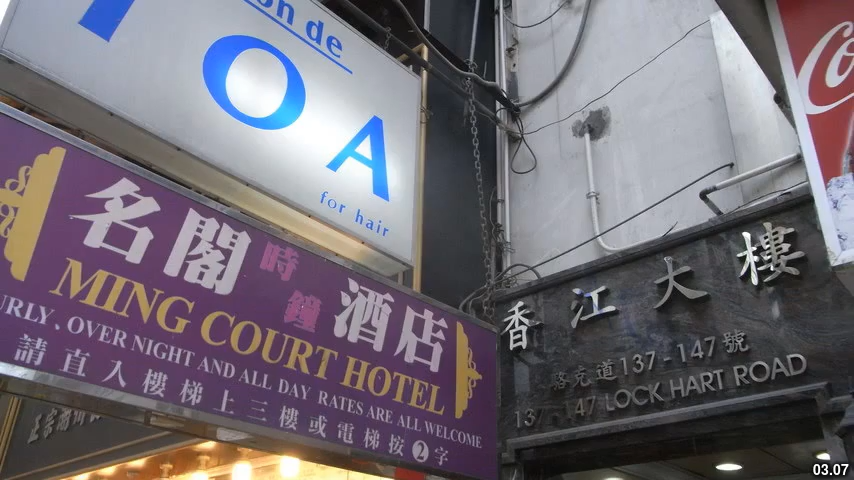 on de
OA
for hair
名閣時鐘酒店
MING COURT HOTEL
URLY, OVER NIGHT AND ALL DAY RATES ARE ALL WELCOME
請直入樓梯上三樓或電梯按2字
香江大樓
駱克道137-147號
137-147 LOCK HART ROAD
Co
03.07